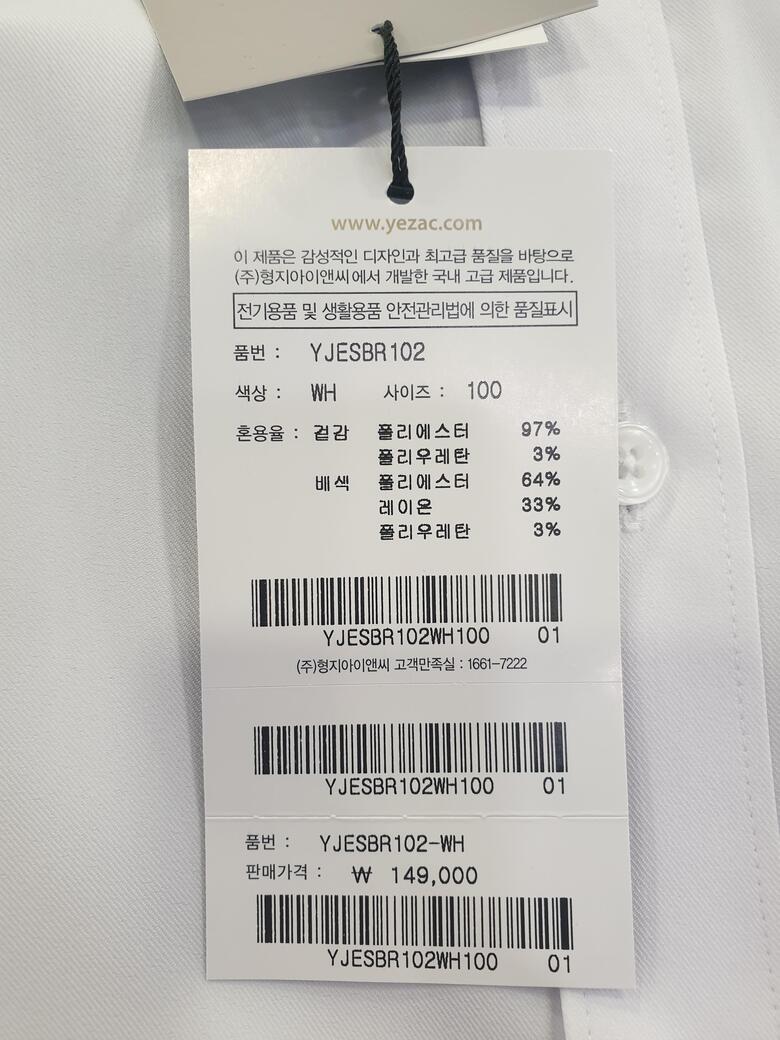 www.yezac.com
이 제품은 감성적인 디자인과 최고급 품질을 바탕으로
(주)형지아이앤씨에서 개발한 국내 고급 제품입니다.
전기용품 및 생활용품 안전관리법에 의한 품질표시
품번 : YJESBR102
색상 : WH 사이즈 : 100
혼용율 : 겉감 폴리에스터 97%
폴리우레탄 3%
배색 폴리에스터 64%
레이온 33%
폴리우레탄 3%
YJESBR102WH100 01
(주)형지아이앤씨 고객만족실 : 1661-7222
YJESBR102WH100 01
품번 : YJESBR102-WH
판매가격 : ₩ 149,000
YJESBR102WH100 01